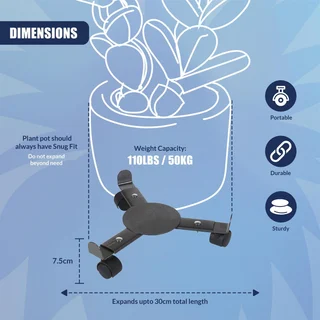 DIMENSIONS
Plant pot should
always have Snug Fit
Do not expand
beyond need
Weight Capacity:
110LBS / 50KG
Portable
Durable
Sturdy
7.5cm
Expands upto 30cm total length